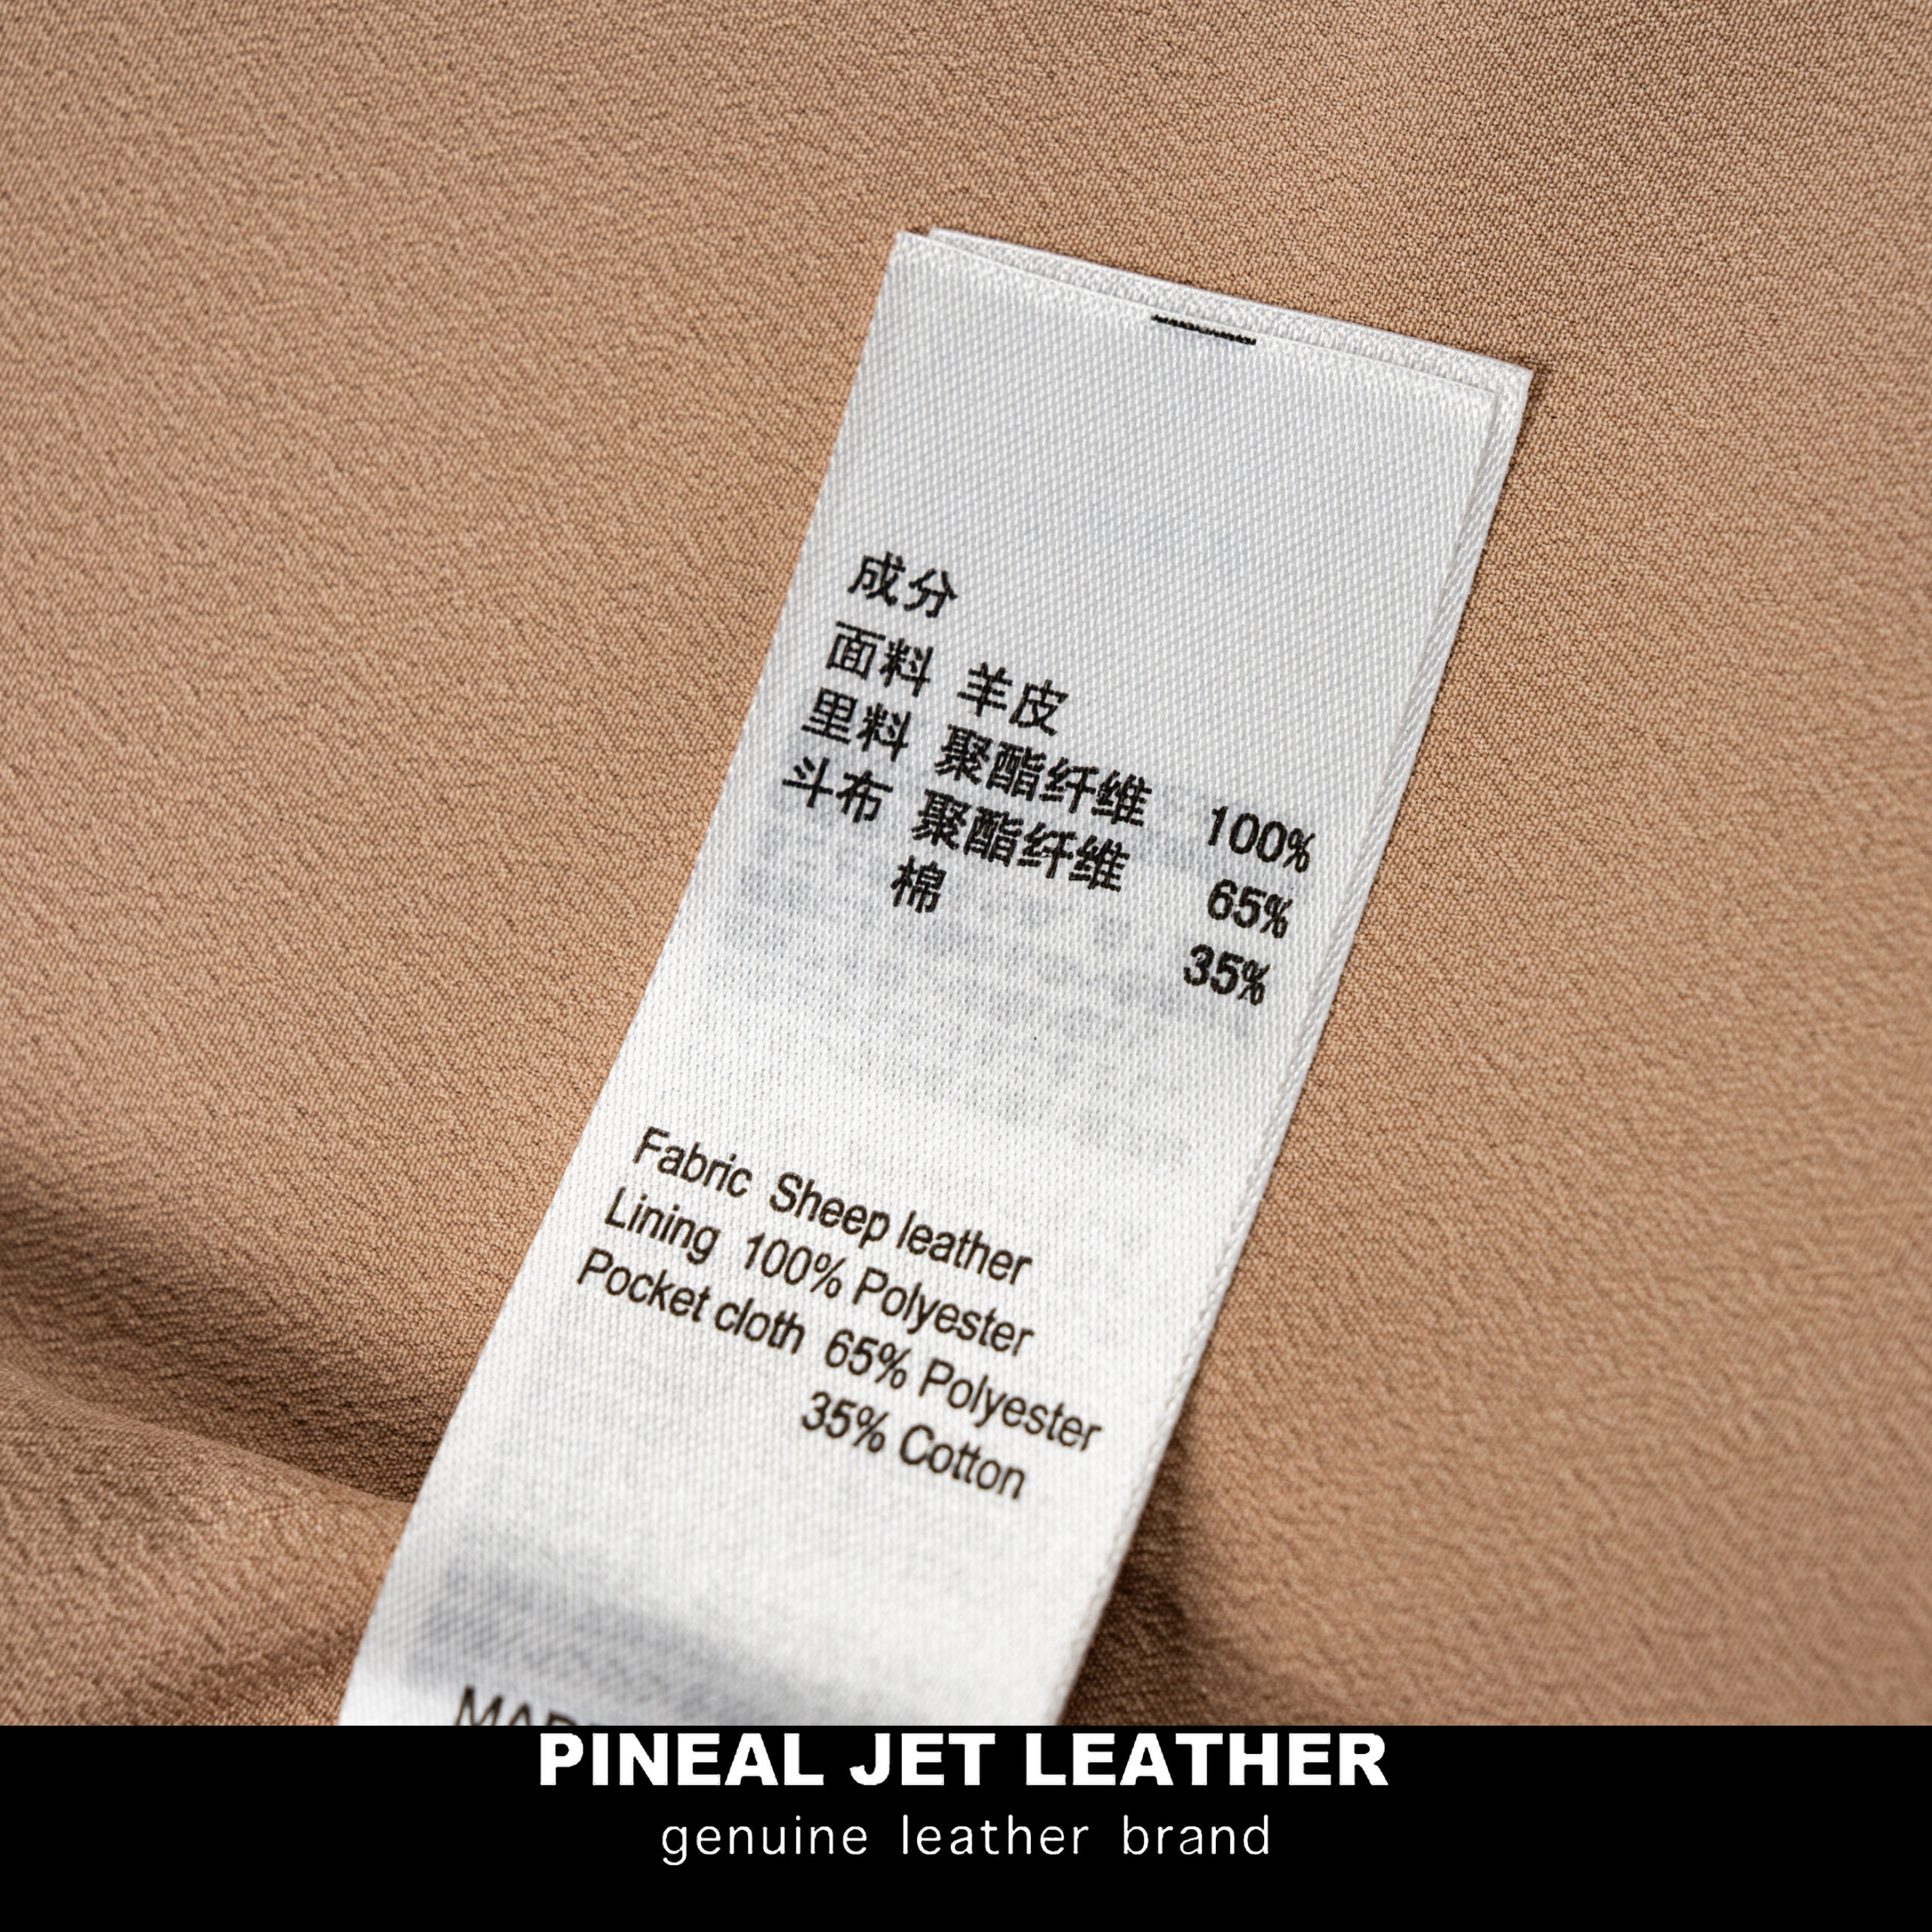 成分
面料 羊皮
里料 聚酯纤维 100%
斗布 聚酯纤维 65%
棉 35%
Fabric Sheep leather
Lining 100% Polyester
Pocket cloth 65% Polyester
35% Cotton
PINEAL JET LEATHER
genuine leather brand